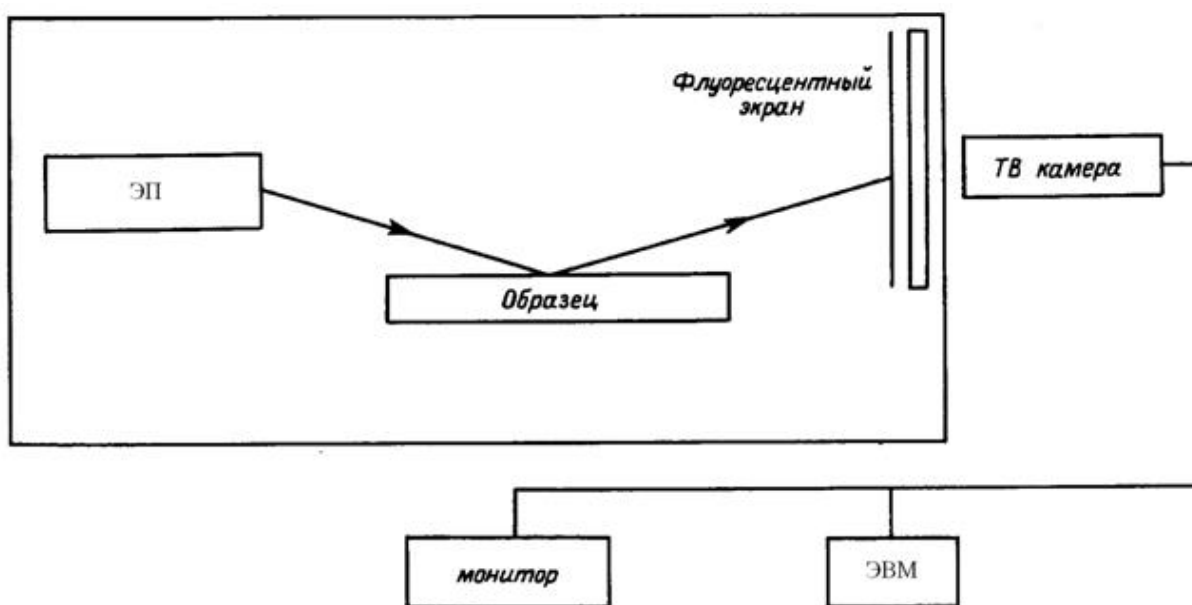 Флуоресцентный
экран
ЭП
ТВ камера
Образец
монитор
ЭВМ